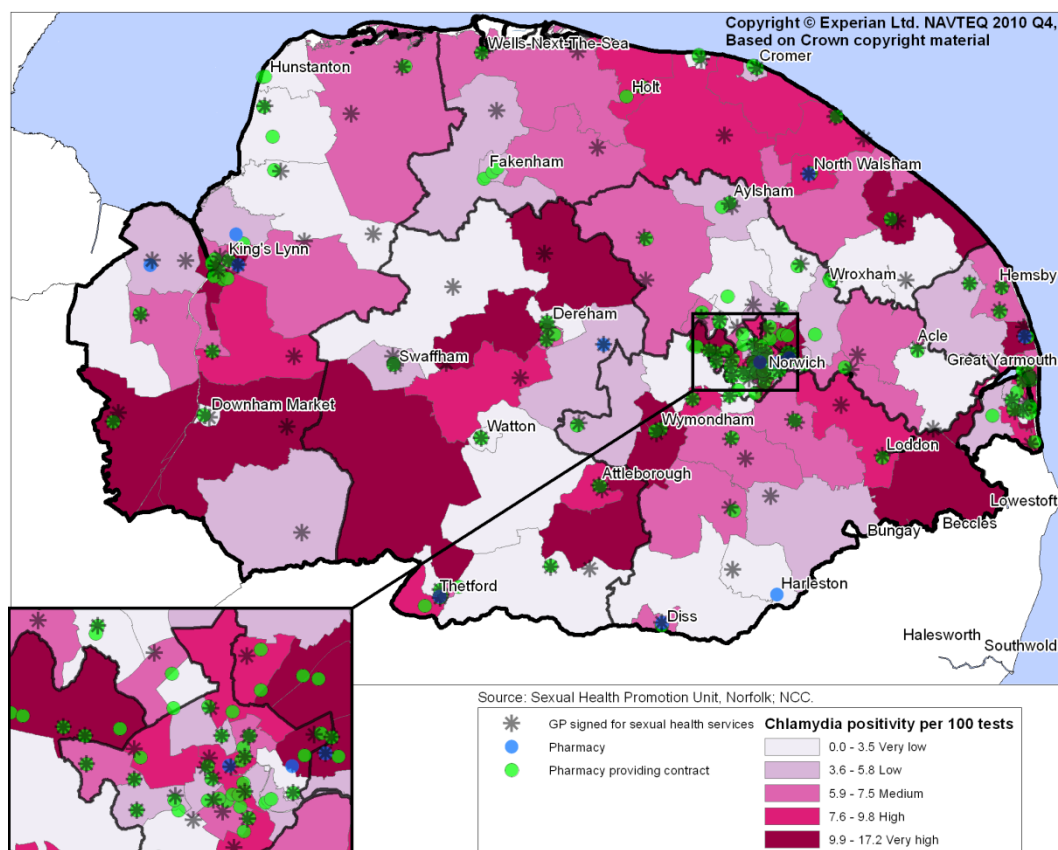 Copyright © Experian Ltd. NAVTEQ 2010 Q4,
Based on Crown copyright material
Wells-Next-The-Sea
Cromer
Hunstanton
Holt
Fakenham
North Walsham
Aylsham
King's Lynn
Wroxham
Hemsby
Dereham
Acle
Swaffham
Norwich
Great Yarmouth
Downham Market
Watton
Wymondham
Loddon
Attleborough
Lowestoft
Beccles
Bungay
Thetford
Harleston
Diss
Halesworth
Southwold
Source: Sexual Health Promotion Unit, Norfolk; NCC.
GP signed for sexual health services
Pharmacy
Pharmacy providing contract
Chlamydia positivity per 100 tests
0.0 - 3.5 Very low
3.6 - 5.8 Low
5.9 - 7.5 Medium
7.6 - 9.8 High
9.9 - 17.2 Very high